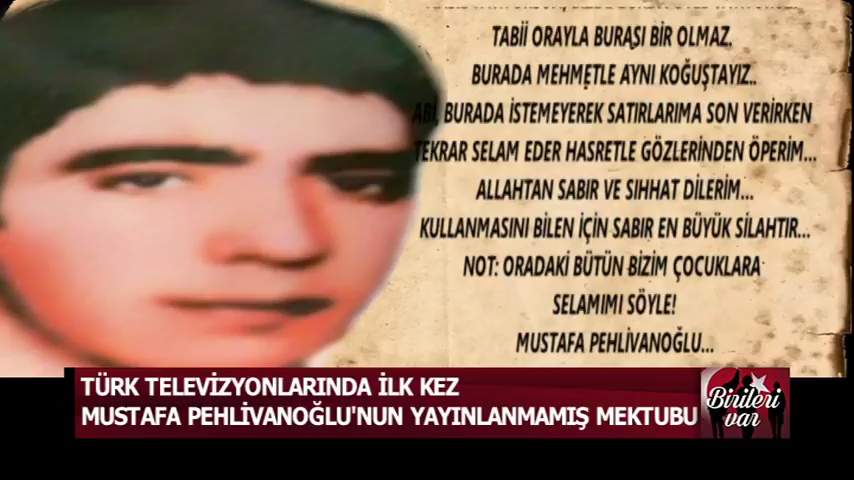 TABİİ ORAYLA BURASI BİR OLMAZ.
BURADA MEHMETLE AYNI KOĞUŞTAYIZ..
ABİ, BURADA İSTEMEYEREK SATIRLARIMA SON VERİRKEN
TEKRAR SELAM EDER HASRETLE GÖZLERİNDEN ÖPERİM...
ALLAHTAN SABIR VE SIHHAT DİLERİM...
KULLANMASINI BİLEN İÇİN SABIR EN BÜYÜK SİLAHTIR...
NOT: ORADAKİ BÜTÜN BİZİM ÇOCUKLARA
SELAMIMI SÖYLE!
MUSTAFA PEHLİVANOĞLU...
TÜRK TELEVİZYONLARINDA İLK KEZ
MUSTAFA PEHLİVANOĞLU'NUN YAYINLANMAMIŞ MEKTUBU
Birileri
var